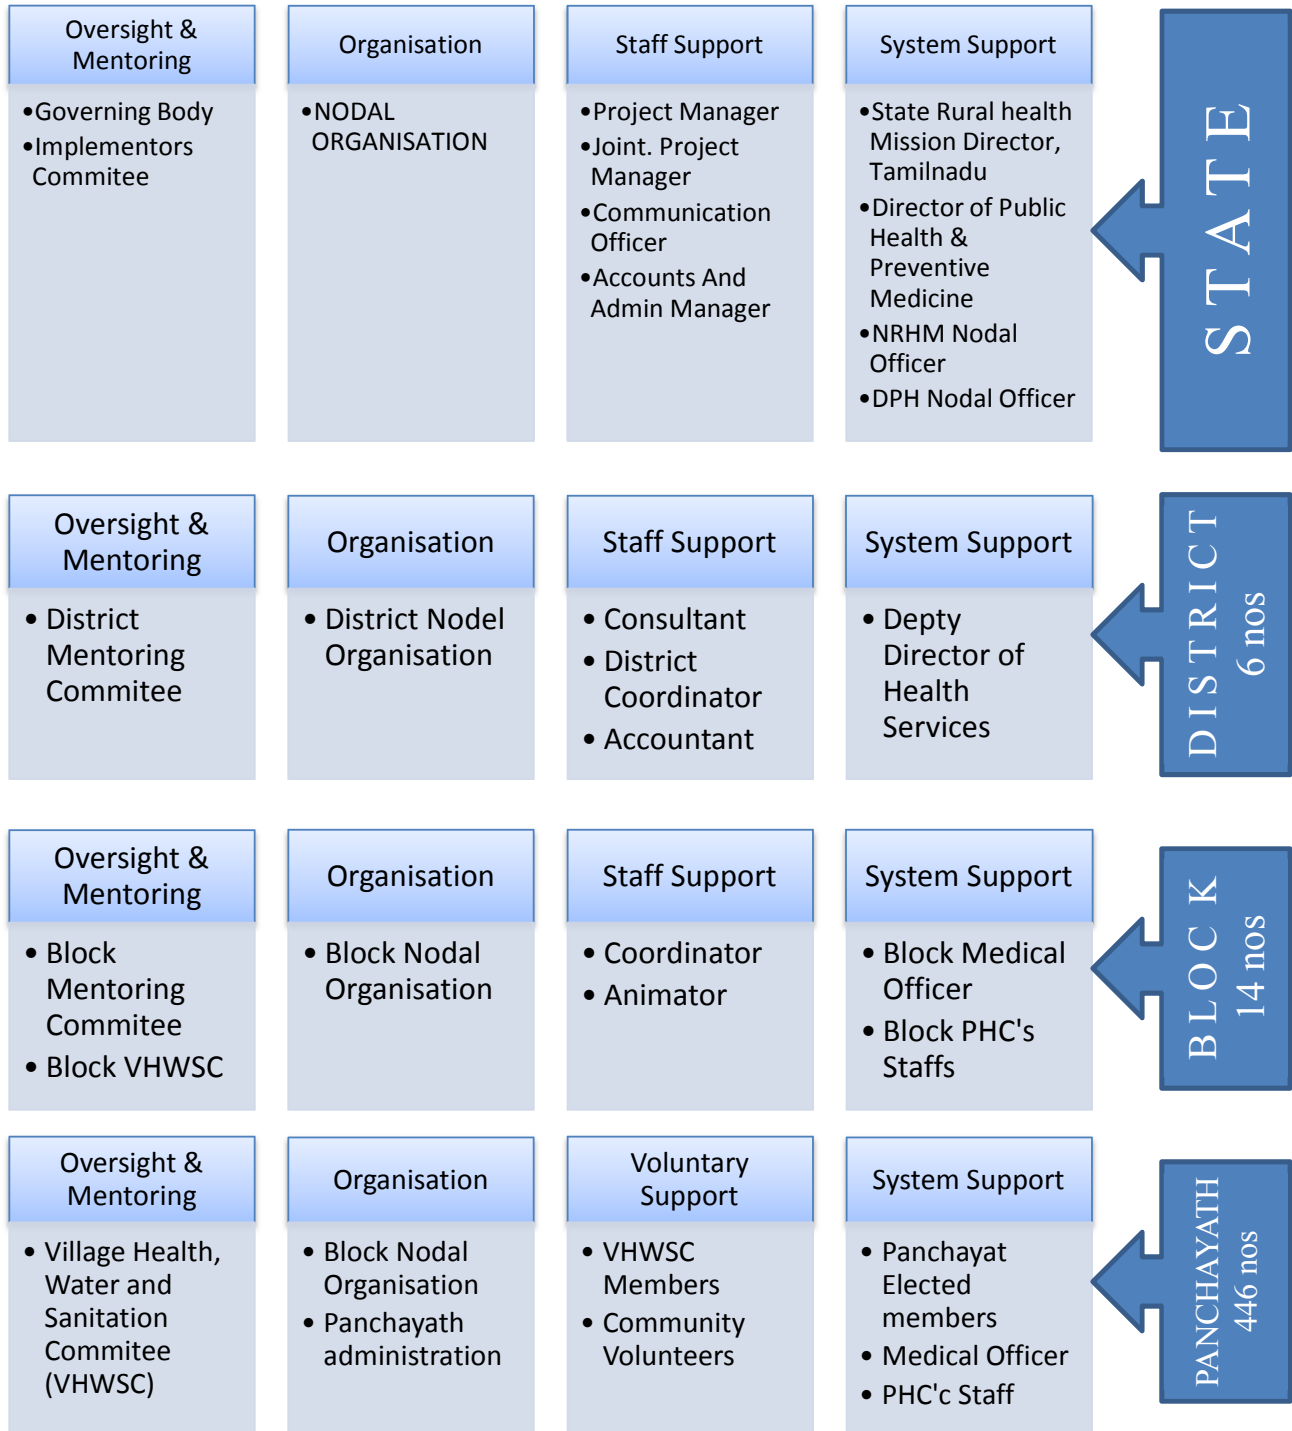 Oversight &
Mentoring
•Governing Body
•Implementors
Commitee
Organisation
•NODAL
ORGANISATION
Staff Support
•Project Manager
•Joint. Project
Manager
•Communication
Officer
•Accounts And
Admin Manager
System Support
•State Rural health
Mission Director,
Tamilnadu
•Director of Public
Health &
Preventive
Medicine
•NRHM Nodal
Officer
•DPH Nodal Officer
STATE
Oversight &
Mentoring
• District
Mentoring
Commitee
Organisation
• District Nodel
Organisation
Staff Support
• Consultant
• District
Coordinator
• Accountant
System Support
• Depty
Director of
Health
Services
DISTRICT
6 nos
Oversight &
Mentoring
• Block
Mentoring
Commitee
• Block VHWSC
Organisation
• Block Nodal
Organisation
Staff Support
• Coordinator
• Animator
System Support
• Block Medical
Officer
• Block PHC's
Staffs
BLOCK
14 nos
Oversight &
Mentoring
• Village Health,
Water and
Sanitation
Commitee
(VHWSC)
Organisation
• Block Nodal
Organisation
• Panchayath
administration
Voluntary
Support
• VHWSC
Members
• Community
Volunteers
System Support
• Panchayat
Elected
members
• Medical Officer
• PHC'c Staff
PANCHAYATH
446 nos